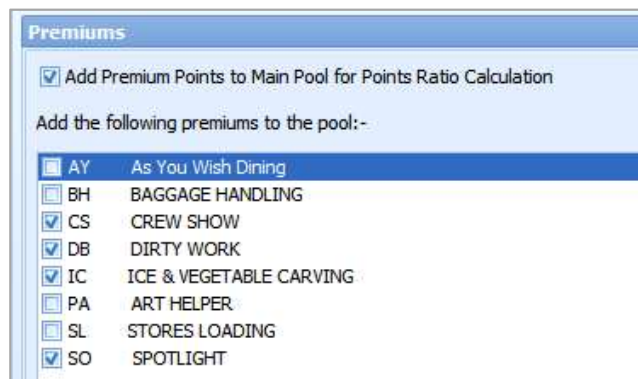 Premiums
Add Premium Points to Main Pool for Points Ratio Calculation
Add the following premiums to the pool:-
AY As You Wish Dining
BH BAGGAGE HANDLING
CS CREW SHOW
DB DIRTY WORK
IC ICE & VEGETABLE CARVING
PA ART HELPER
SL STORES LOADING
SO SPOTLIGHT